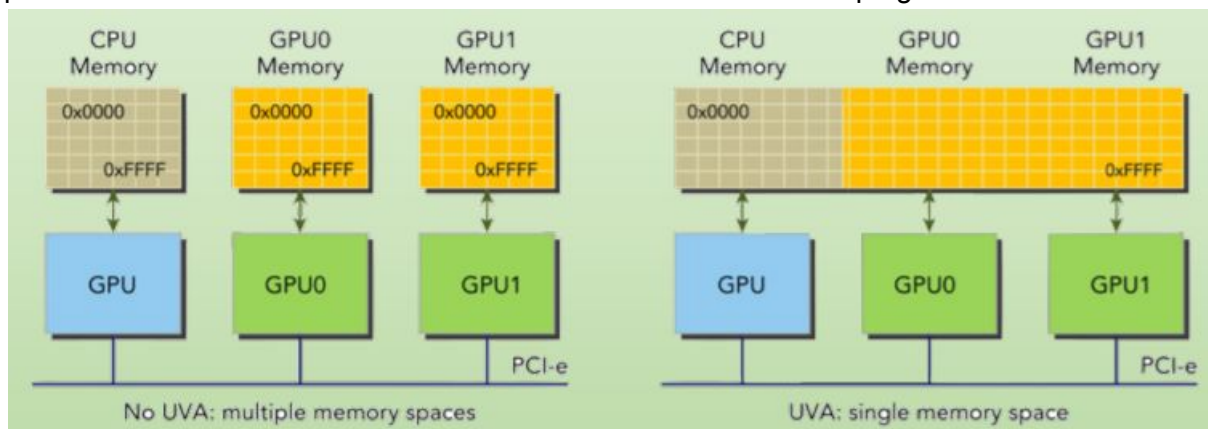 CPU Memory
GPU0 Memory
GPU1 Memory
0x0000
0xFFFF
0x0000
0xFFFF
0x0000
0xFFFF
GPU
GPU0
GPU1
PCI-e
No UVA: multiple memory spaces
CPU Memory
GPU0 Memory
GPU1 Memory
0x0000
0xFFFF
GPU
GPU0
GPU1
PCI-e
UVA: single memory space